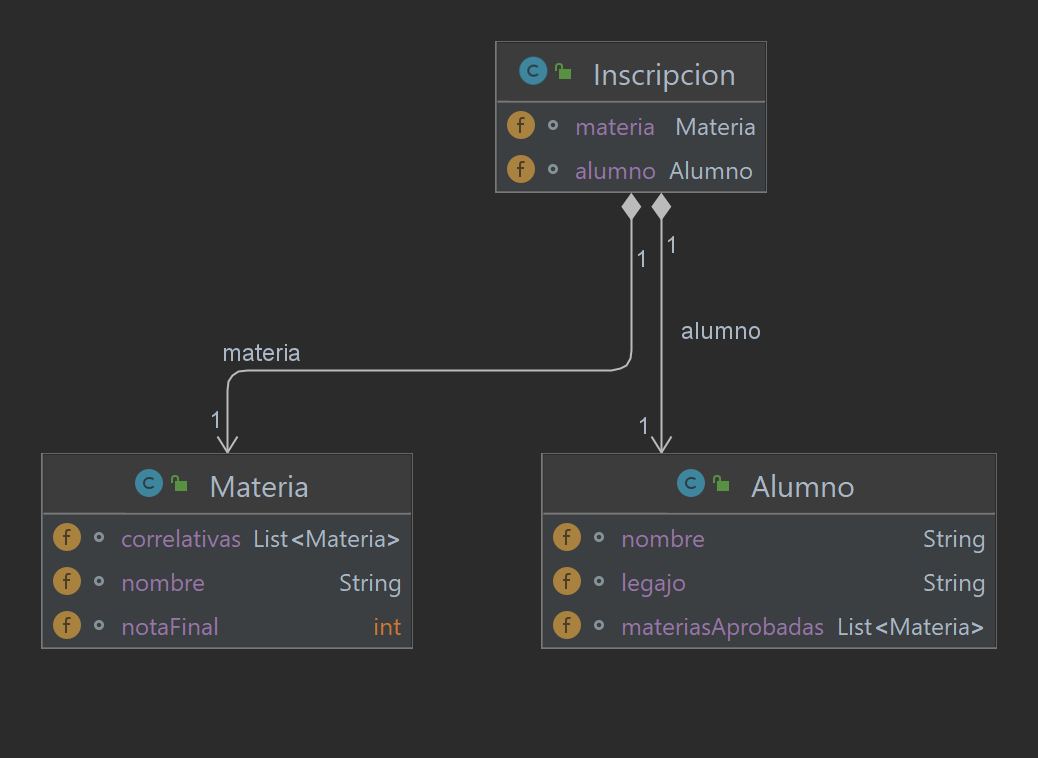 C Inscripcion
f materia Materia
f alumno Alumno
1
1
alumno
materia
1
1
C Materia
f correlativas List<Materia>
f nombre String
f notaFinal int
C Alumno
f nombre String
f legajo String
f materiasAprobadas List<Materia>